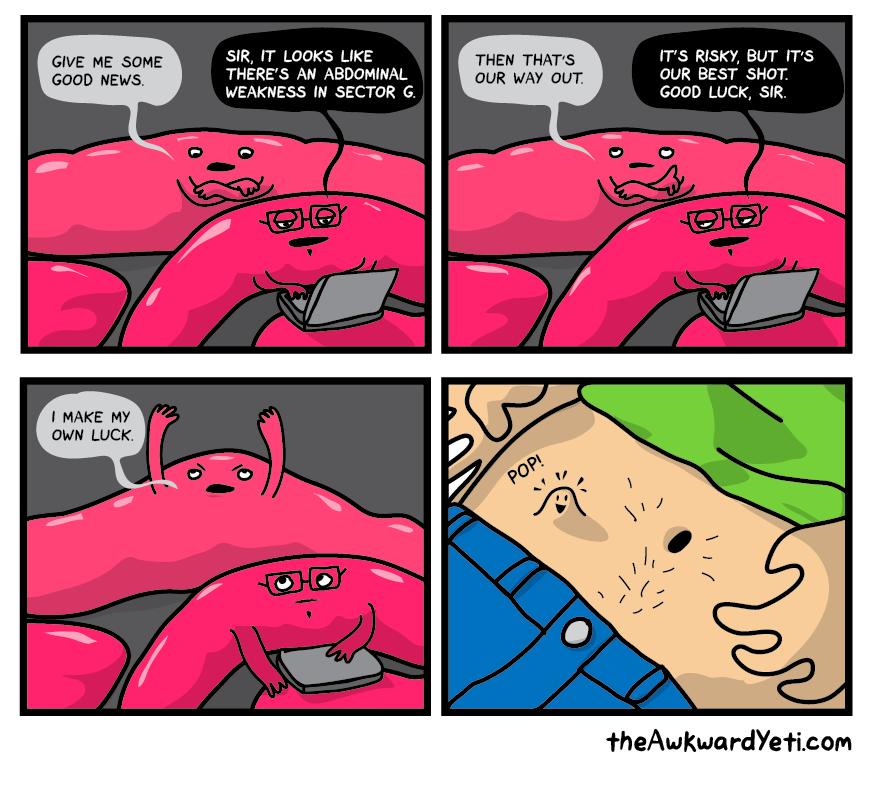 GIVE ME SOME
GOOD NEWS.
SIR, IT LOOKS LIKE
THERE'S AN ABDOMINAL
WEAKNESS IN SECTOR G.
THEN THAT'S
OUR WAY OUT.
IT'S RISKY, BUT IT'S
OUR BEST SHOT.
GOOD LUCK, SIR.
I MAKE MY
OWN LUCK.
POP!
theAwkwardYeti.com